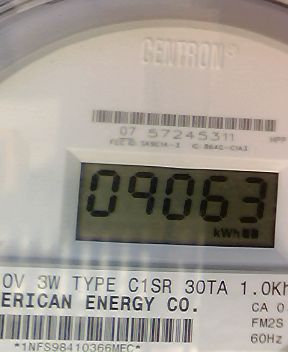 CENTRON®
07 57245311
09063
kWh
0V 3W TYPE C1SR 30TA 1.0Kh
ERICAN ENERGY CO.
CA 0
FM2S
60Hz
*1NFS98410366MEC*